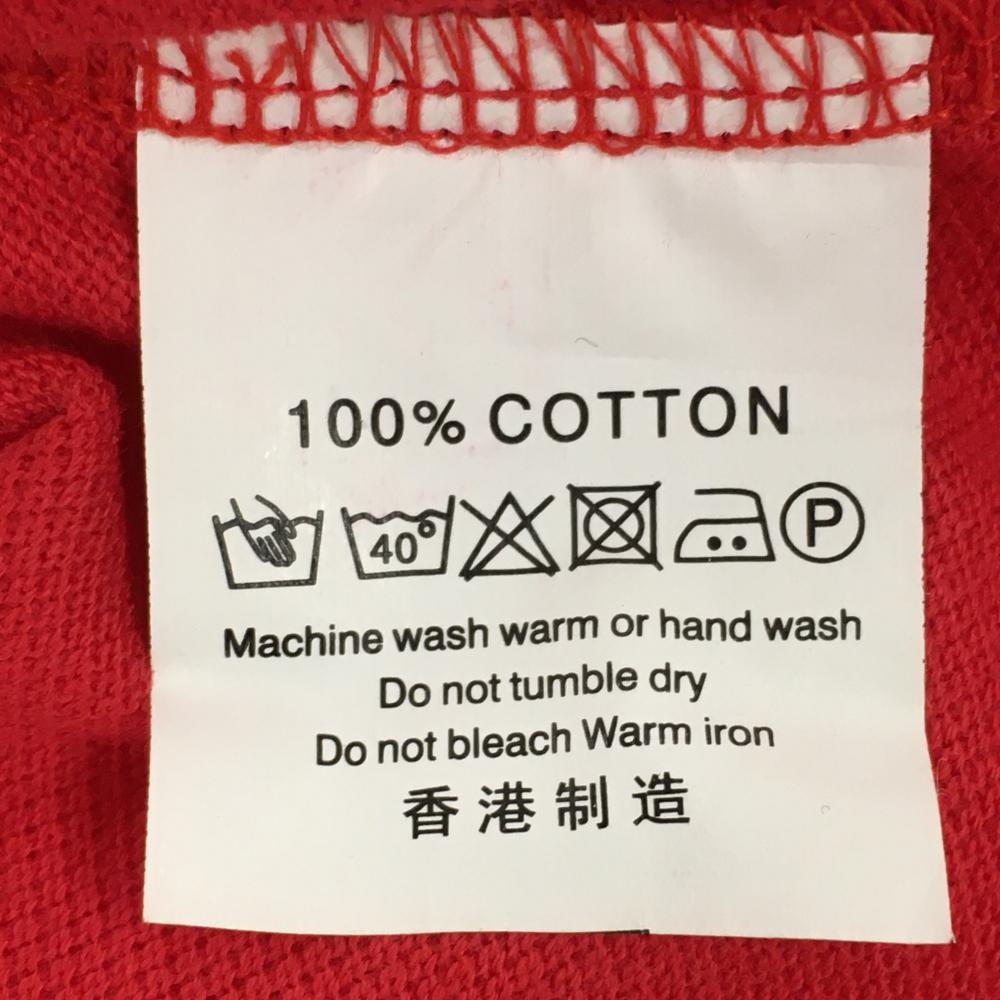 100% COTTON
40° P
Machine wash warm or hand wash
Do not tumble dry
Do not bleach Warm iron
香港制造